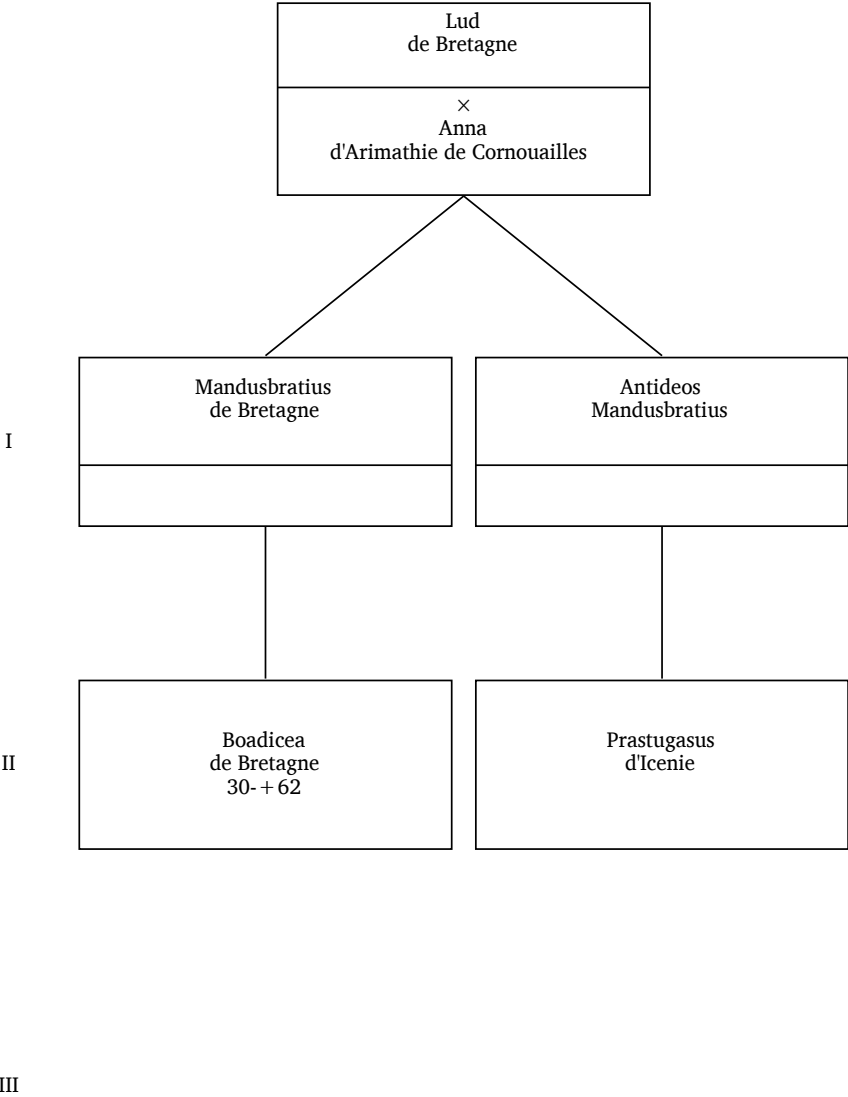 Lud
de Bretagne
×
Anna
d'Arimathie de Cornouailles
I
Mandusbratius
de Bretagne
Antideos
Mandusbratius
II
Boadicea
de Bretagne
30-+62
Prastugasus
d'Icenie
III